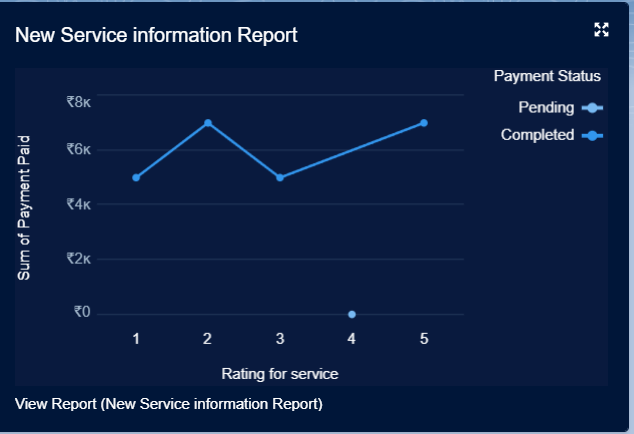 New Service information Report
Payment Status
Pending
Completed
Sum of Payment Paid
₹8K
₹6K
₹4K
₹2K
₹0
1 2 3 4 5
Rating for service
View Report (New Service information Report)